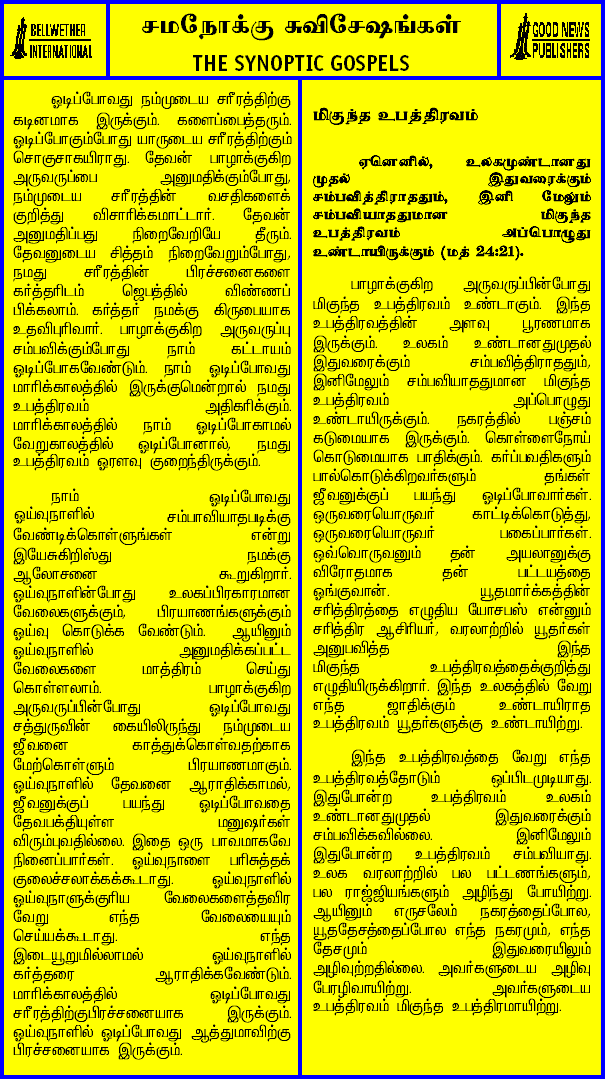 BELLWETHER
INTERNATIONAL
சமநோக்கு சுவிசேஷங்கள்
THE SYNOPTIC GOSPELS
GOOD NEWS
PUBLISHERS
ஓடிப்போவது நம்முடைய சரீரத்திற்கு
கடினமாக இருக்கும். களைப்பைத்தரும்.
ஓடிப்போகும்போது யாருடைய சரீரத்திற்கும்
சொகுசாகயிராது. தேவன் பாழாக்குகிற
அருவருப்பை அனுமதிக்கும்போது,
நம்முடைய சரீரத்தின் வசதிகளைக்
குறித்து விசாரிக்கமாட்டார். தேவன்
அனுமதிப்பது நிறைவேறியே தீரும்.
தேவனுடைய சித்தம் நிறைவேறும்போது,
நமது சரீரத்தின் பிரச்சனைகளை
கர்த்தரிடம் ஜெபத்தில் விண்ணப்
பிக்கலாம். கர்த்தர் நமக்கு கிருபையாக
உதவிபுரிவார். பாழாக்குகிற அருவருப்பு
சம்பவிக்கும்போது நாம் கட்டாயம்
ஓடிப்போகவேண்டும். நாம் ஓடிப்போவது
மாரிக்காலத்தில் இருக்குமென்றால் நமது
உபத்திரவம் அதிகரிக்கும்.
மாரிக்காலத்தில் நாம் ஓடிப்போகாமல்
வேறுகாலத்தில் ஓடிப்போனால், நமது
உபத்திரவம் ஓரளவு குறைந்திருக்கும்.
நாம் ஓடிப்போவது
ஓய்வுநாளில் சம்பாவியாதபடிக்கு
வேண்டிக்கொள்ளுங்கள் என்று
இயேசுகிறிஸ்து நமக்கு
ஆலோசனை கூறுகிறார்.
ஓய்வுநாளின்போது உலகப்பிரகாரமான
வேலைகளுக்கும், பிரயாணங்களுக்கும்
ஓய்வு கொடுக்க வேண்டும். ஆயினும்
ஓய்வுநாளில் அனுமதிக்கப்பட்ட
வேலைகளை மாத்திரம் செய்து
கொள்ளலாம். பாழாக்குகிற
அருவருப்பின்போது ஓடிப்போவது
சத்துருவின் கையிலிருந்து நம்முடைய
ஜீவனை காத்துக்கொள்வதற்காக
மேற்கொள்ளும் பிரயாணமாகும்.
ஓய்வுநாளில் தேவனை ஆராதிக்காமல்,
ஜீவனுக்குப் பயந்து ஓடிப்போவதை
தேவபக்தியுள்ள மனுஷர்கள்
விரும்புவதில்லை. இதை ஒரு பாவமாகவே
நினைப்பார்கள். ஓய்வுநாளை பரிசுத்தக்
குலைச்சலாக்கக்கூடாது. ஓய்வுநாளில்
ஓய்வுநாளுக்குரிய வேலைகளைத்தவிர
வேறு எந்த வேலையையும்
செய்யக்கூடாது. எந்த
இடையூறுமில்லாமல் ஓய்வுநாளில்
கர்த்தரை ஆராதிக்கவேண்டும்.
மாரிக்காலத்தில் ஓடிப்போவது
சரீரத்திற்குபிரச்சனையாக இருக்கும்.
ஓய்வுநாளில் ஓடிப்போவது ஆத்துமாவிற்கு
பிரச்சனையாக இருக்கும்.
மிகுந்த உபத்திரவம்
ஏனெனில், உலகமுண்டானது
முதல் இதுவரைக்கும்
சம்பவித்திராததும், இனி மேலும்
சம்பவியாததுமான மிகுந்த
உபத்திரவம் அப்பொழுது
உண்டாயிருக்கும் (மத் 24:21).
பாழாக்குகிற அருவருப்பின்போது
மிகுந்த உபத்திரவம் உண்டாகும். இந்த
உபத்திரவத்தின் அளவு பூரணமாக
இருக்கும். உலகம் உண்டானதுமுதல்
இதுவரைக்கும் சம்பவித்திராததும்,
இனிமேலும் சம்பவியாததுமான மிகுந்த
உபத்திரவம் அப்பொழுது
உண்டாயிருக்கும். நகரத்தில் பஞ்சம்
கடுமையாக இருக்கும். கொள்ளைநோய்
கொடுமையாக பாதிக்கும். கர்ப்பவதிகளும்
பால்கொடுக்கிறவர்களும் தங்கள்
ஜீவனுக்குப் பயந்து ஓடிப்போவார்கள்.
ஒருவரையொருவர் காட்டிக்கொடுத்து,
ஒருவரையொருவர் பகைப்பார்கள்.
ஒவ்வொருவனும் தன் அயலானுக்கு
விரோதமாக தன் பட்டயத்தை
ஓங்குவான். யூதமார்க்கத்தின்
சரித்திரத்தை எழுதிய யோசபஸ் என்னும்
சரித்திர ஆசிரியர், வரலாற்றில் யூதர்கள்
அனுபவித்த இந்த
மிகுந்த உபத்திரவத்தைக்குறித்து
எழுதியிருக்கிறார். இந்த உலகத்தில் வேறு
எந்த ஜாதிக்கும் உண்டாயிராத
உபத்திரவம் யூதர்களுக்கு உண்டாயிற்று.
இந்த உபத்திரவத்தை வேறு எந்த
உபத்திரவத்தோடும் ஒப்பிடமுடியாது.
இதுபோன்ற உபத்திரவம் உலகம்
உண்டானதுமுதல் இதுவரைக்கும்
சம்பவிக்கவில்லை. இனிமேலும்
இதுபோன்ற உபத்திரவம் சம்பவியாது.
உலக வரலாற்றில் பல பட்டணங்களும்,
பல ராஜ்ஜியங்களும் அழிந்து போயிற்று.
ஆயினும் எருசலேம் நகரத்தைப்போல,
யூததேசத்தைப்போல எந்த நகரமும், எந்த
தேசமும் இதுவரையிலும்
அழிவுற்றதில்லை. அவர்களுடைய அழிவு
பேரழிவாயிற்று. அவர்களுடைய
உபத்திரவம் மிகுந்த உபத்திரமாயிற்று.